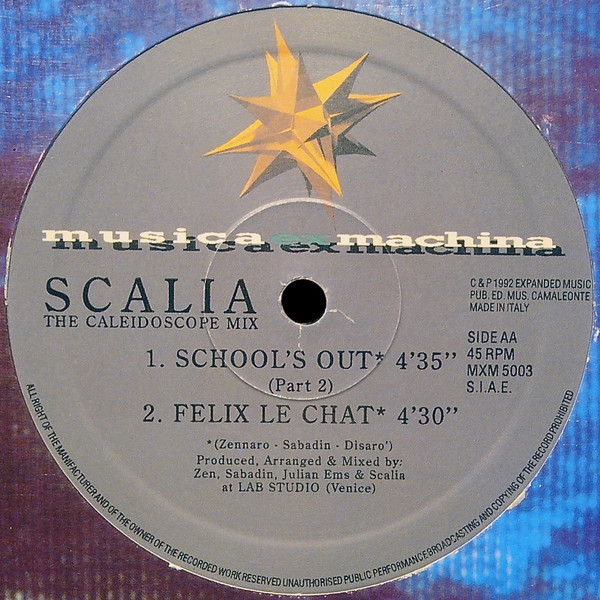 musica ex machina
SCALIA
THE CALEIDOSCOPE MIX
C & P 1992 EXPANDED MUSIC
PUB. ED. MUS. CAMALEONTE
MADE IN ITALY
SIDE AA
45 RPM
MXM 5003
S.I.A.E.
1. SCHOOL'S OUT* 4'35''
(Part 2)
2. FELIX LE CHAT* 4'30''
*(Zennaro - Sabadin - Disaro')
Produced, Arranged & Mixed by:
Zen, Sabadin, Julian Ems & Scalia
at LAB STUDIO (Venice)
ALL RIGHT OF THE MANIFACTURER AND OF THE OWNER OF THE RECORDED WORK RESERVED UNAUTHORISED PUBLIC PERFORMANCE BROADCASTING AND COPYING OF THE RECORD PROHIBITED